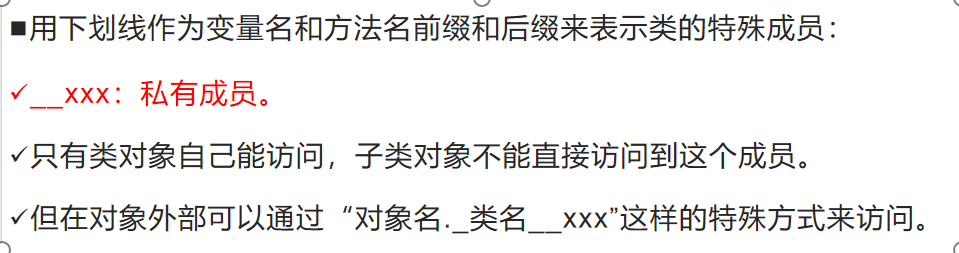 ■用下划线作为变量名和方法名前缀和后缀来表示类的特殊成员：
✓__xxx：私有成员。
✓只有类对象自己能访问，子类对象不能直接访问到这个成员。
✓但在对象外部可以通过“对象名._类名__xxx”这样的特殊方式来访问。